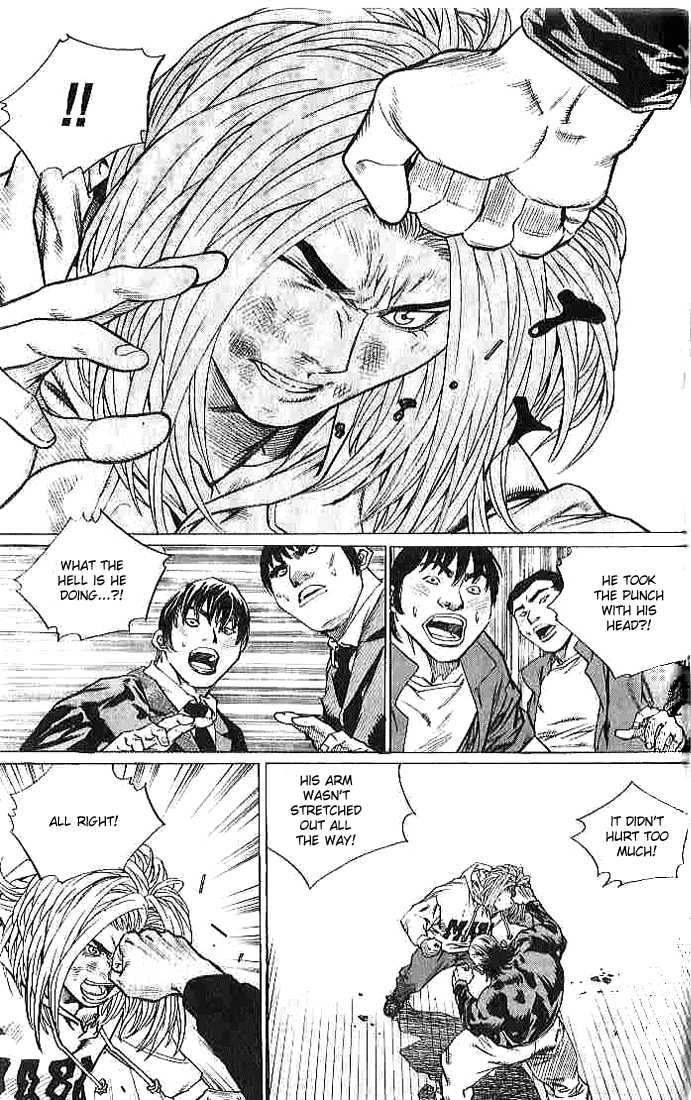 !!
WHAT THE
HELL IS HE
DOING...?!
HE TOOK
THE PUNCH
WITH HIS
HEAD?!
ALL RIGHT!
HIS ARM
WASN'T
STRETCHED
OUT ALL
THE WAY!
IT DIDN'T
HURT TOO
MUCH!